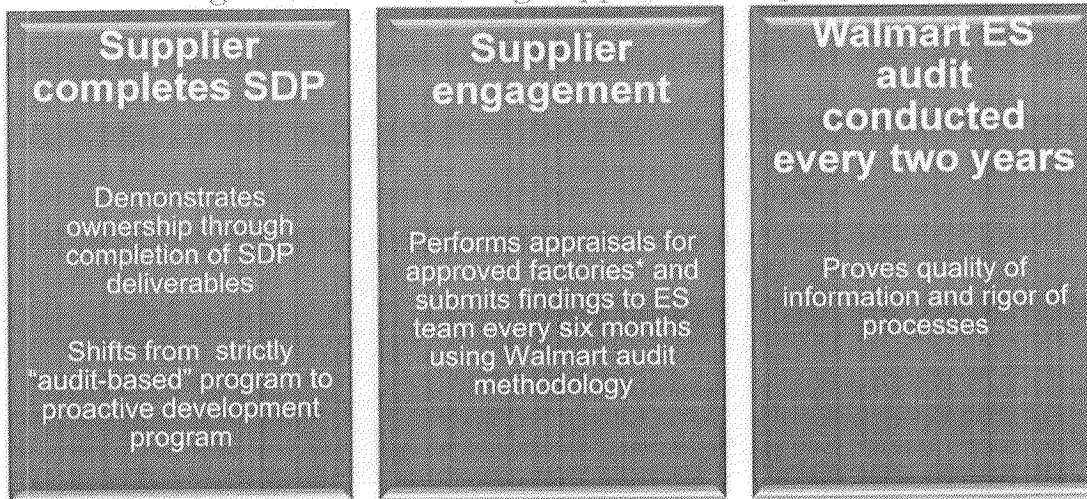 Supplier
completes SDP
Demonstrates
ownership through
completion of SDP
deliverables
Shifts from strictly
“audit-based” program to
proactive development
program
Supplier
engagement
Performs appraisals for
approved factories* and
submits findings to ES
team every six months
using Walmart audit
methodology
Walmart ES
audit
conducted
every two years
Proves quality of
information and rigor of
processes